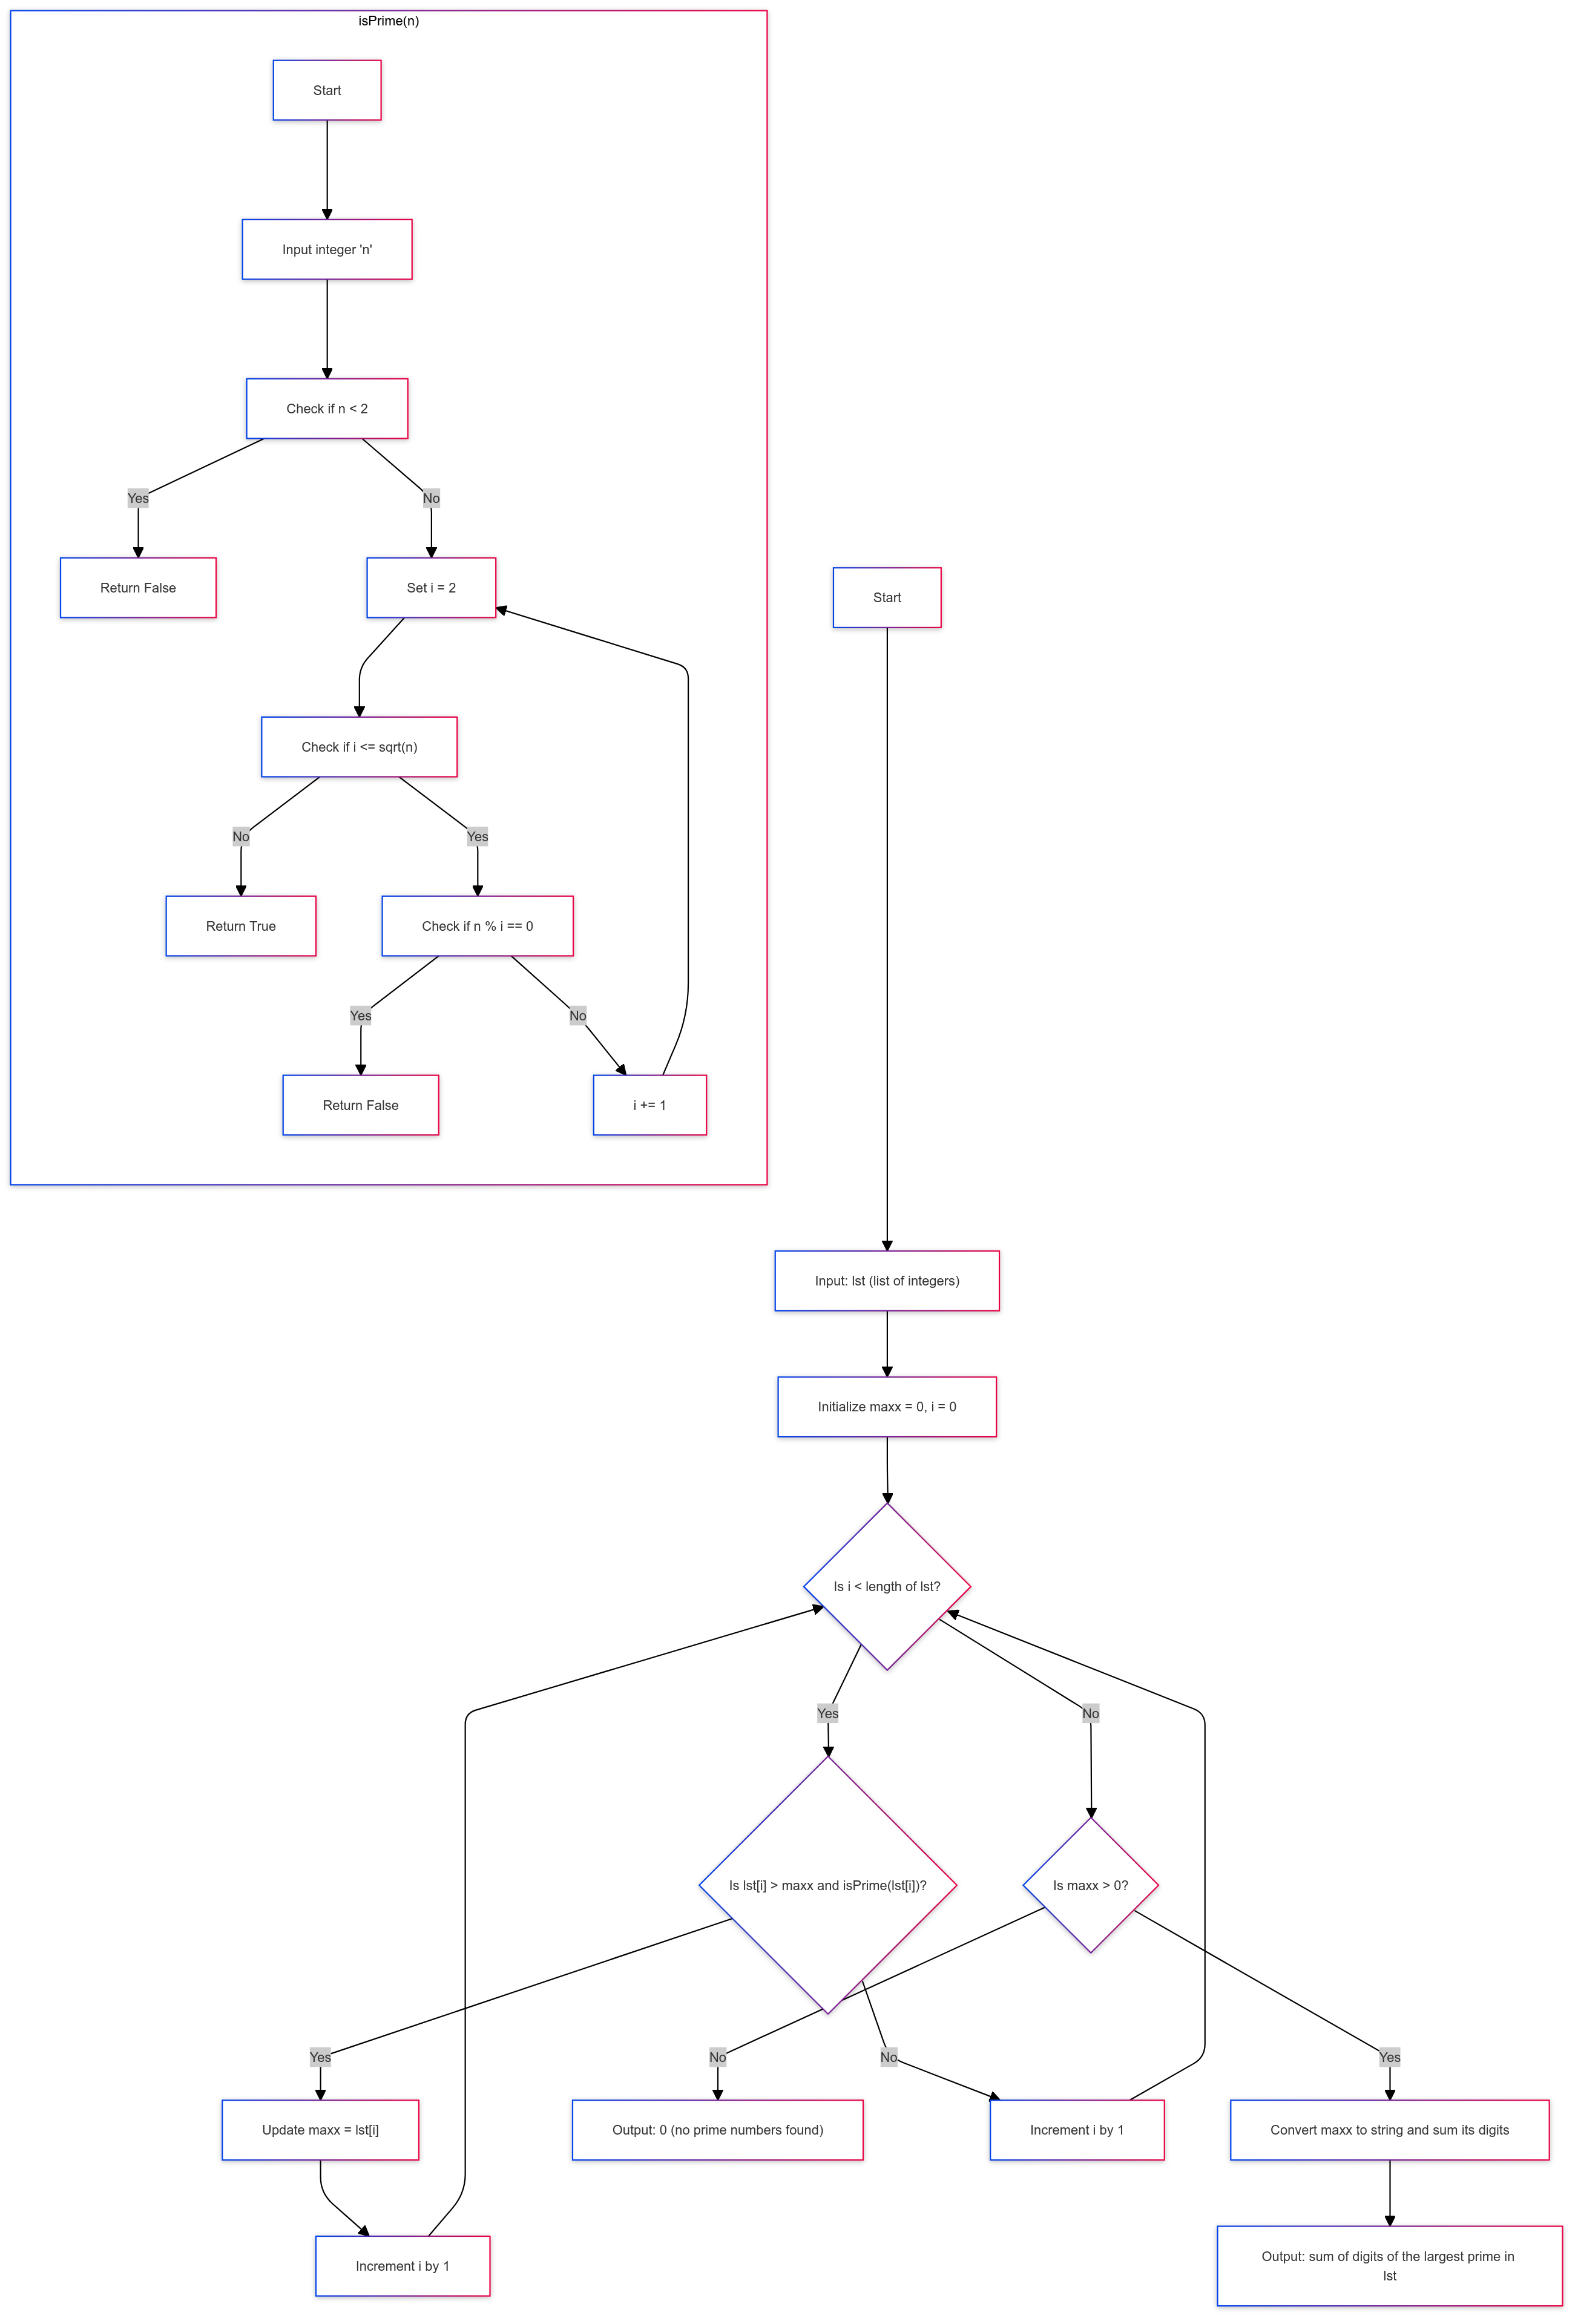 isPrime(n)
Start
Input integer 'n'
Check if n < 2
Yes
No
Return False
Set i = 2
Check if i <= sqrt(n)
No
Yes
Return True
Check if n % i == 0
Yes
No
Return False
i += 1
Start
Input: lst (list of integers)
Initialize maxx = 0, i = 0
Is i < length of lst?
Yes
No
Is lst[i] > maxx and isPrime(lst[i])?
Is maxx > 0?
Yes
No
No
Yes
Update maxx = lst[i]
Output: 0 (no prime numbers found)
Increment i by 1
Convert maxx to string and sum its digits
Increment i by 1
Output: sum of digits of the largest prime in
lst